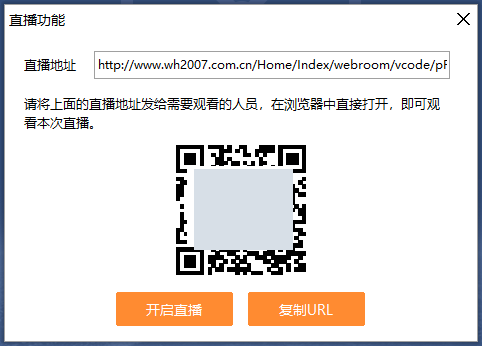 直播功能
直播地址
http://www.wh2007.com.cn/Home/Index/webroom/vcode/
请将上面的直播地址发给需要观看的人员，在浏览器中直接打开，即可观
看本次直播。
开启直播
复制URL